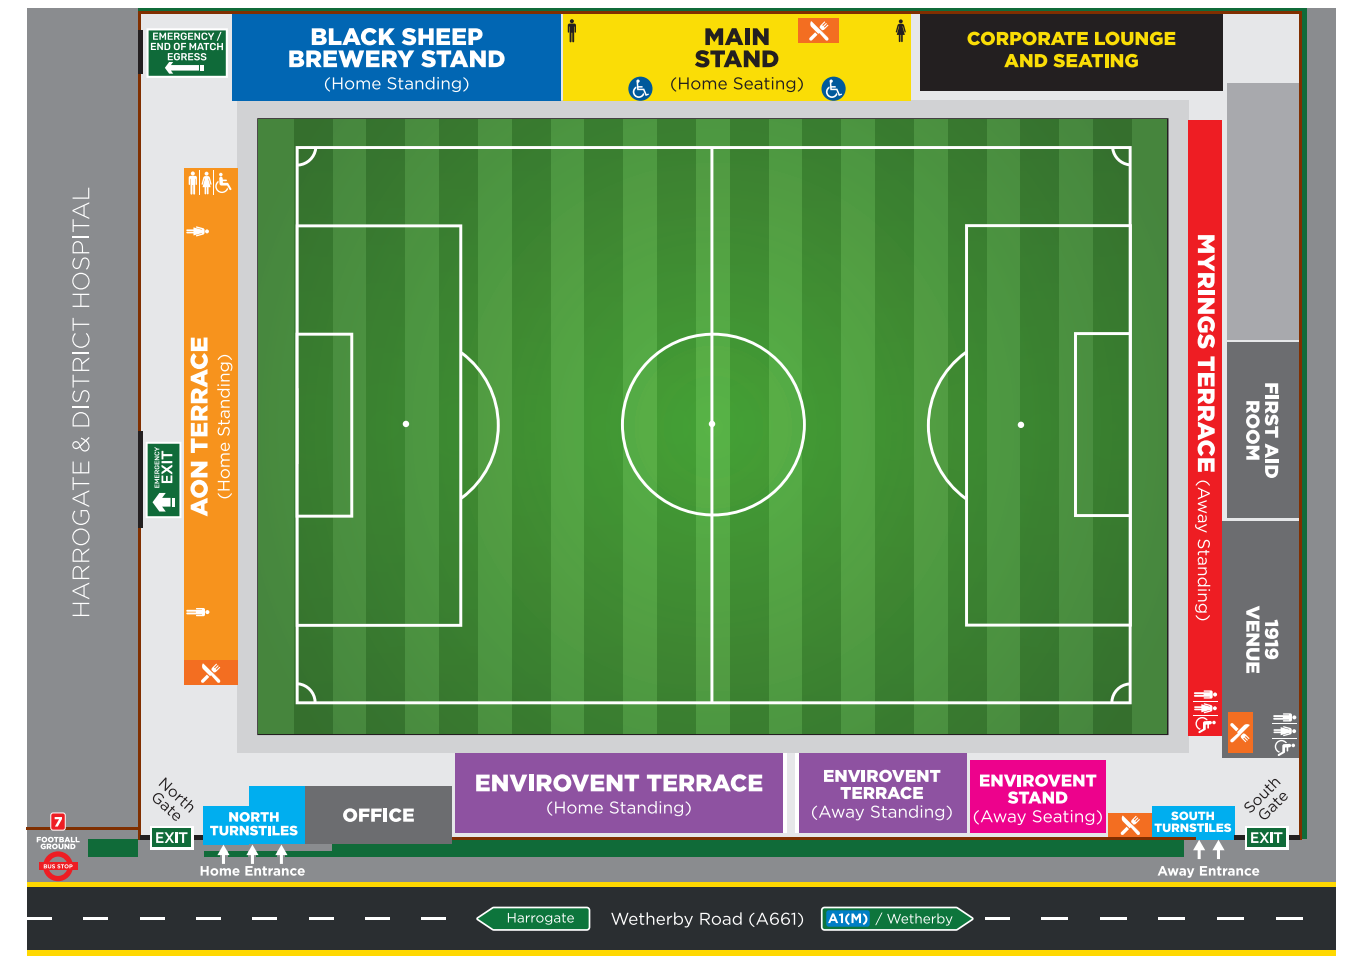 EMERGENCY /
END OF MATCH
EGRESS
BLACK SHEEP
BREWERY STAND
(Home Standing)
MAIN
STAND
(Home Seating)
CORPORATE LOUNGE
AND SEATING
HARROGATE & DISTRICT HOSPITAL
AON TERRACE
(Home Standing)
EMERGENCY
EXIT
MYRINGS TERRACE (Away Standing)
FIRST AID
ROOM
1919
VENUE
ENVIROVENT TERRACE
(Home Standing)
ENVIROVENT
TERRACE
(Away Standing)
ENVIROVENT
STAND
(Away Seating)
North
Gate
EXIT
NORTH
TURNSTILES
OFFICE
Home Entrance
SOUTH
TURNSTILES
South
Gate
EXIT
Away Entrance
7
FOOTBALL
GROUND
BUS STOP
Harrogate
Wetherby Road (A661)
A1(M) / Wetherby